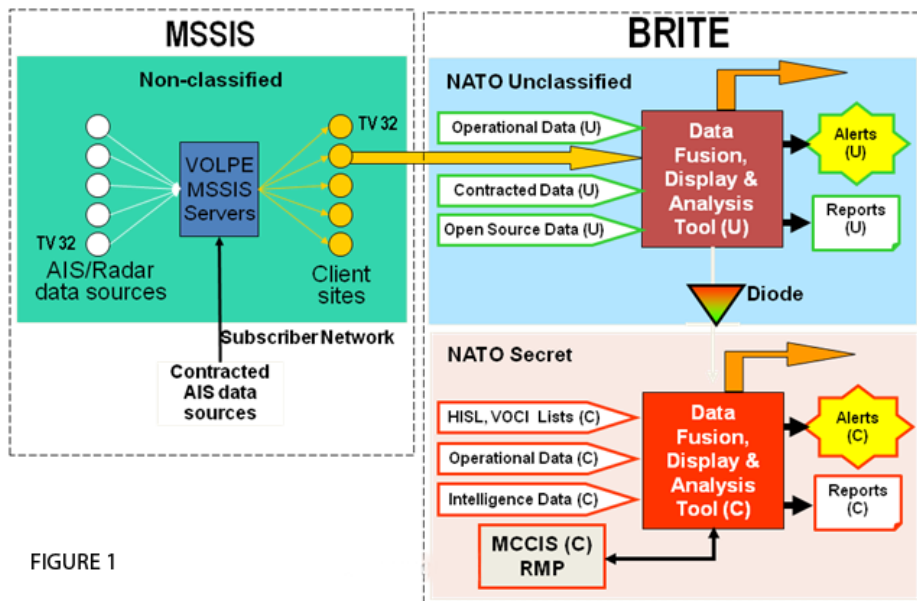 MSSIS
Non-classified
TV 32
VOLPE
MSSIS
Servers
TV 32
AIS/Radar
data sources
Client
sites
Subscriber Network
Contracted
AIS data
sources
FIGURE 1
BRITE
NATO Unclassified
Operational Data (U)
Contracted Data (U)
Open Source Data (U)
Data
Fusion,
Display &
Analysis
Tool (U)
Alerts
(U)
Reports
(U)
Diode
NATO Secret
HISL, VOCI Lists (C)
Operational Data (C)
Intelligence Data (C)
Data
Fusion,
Display &
Analysis
Tool (C)
Alerts
(C)
Reports
(C)
MCCIS (C)
RMP